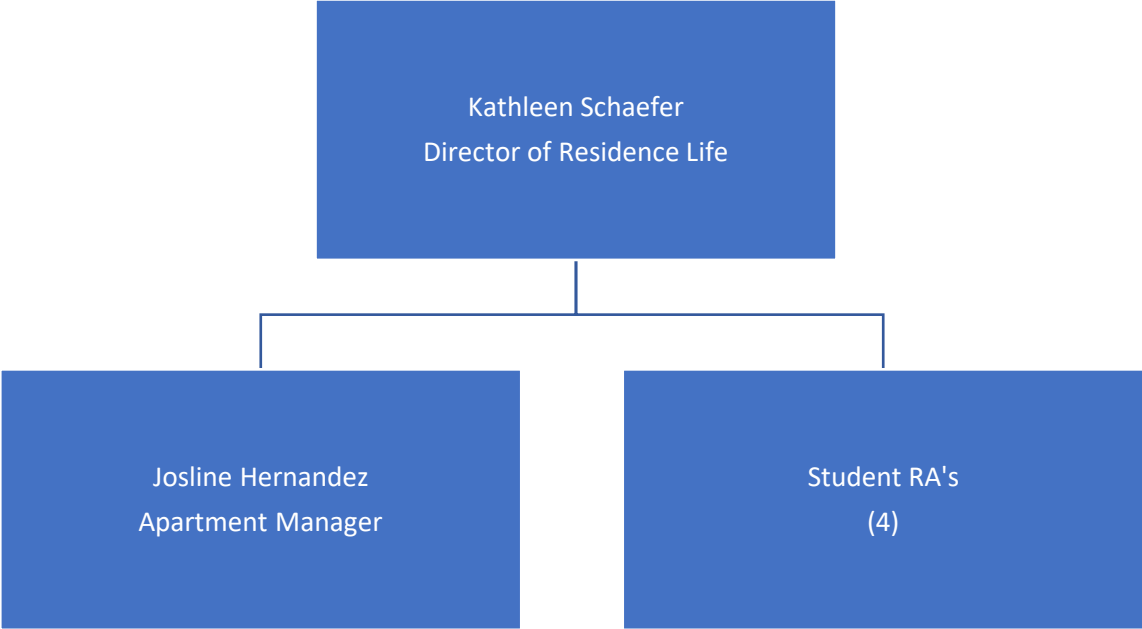 Kathleen Schaefer
Director of Residence Life
Josline Hernandez
Apartment Manager
Student RA's
(4)